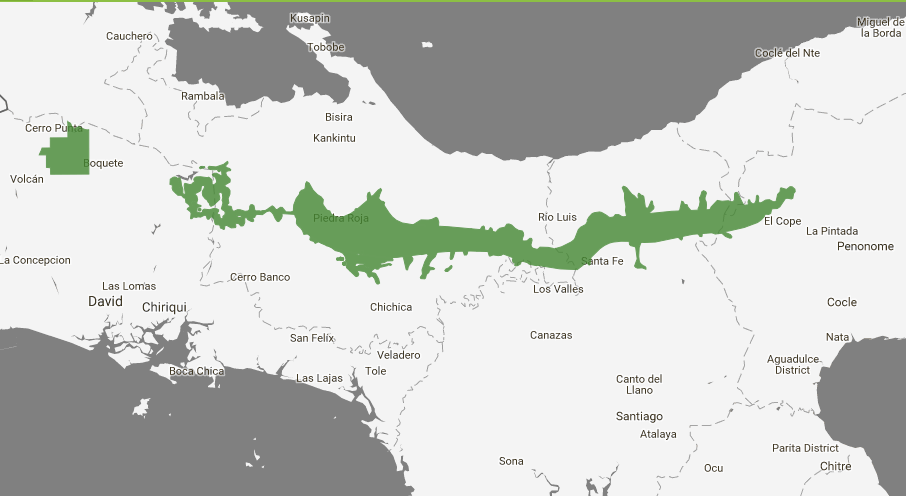 Kusapin
Miguel de
la Borda
Cauchero
Tobobe
Coclé del Nte
Rambala
Bisira
Cerro Punta
Kankintu
Boquete
Volcán
Piedra Roja
Río Luis
El Cope
La Pintada
Penonome
La Concepcion
Santa Fe
Cerro Banco
Las Lomas
Los Valles
David
Chiriqui
Chichica
Cocle
San Felix
Canazas
Nata
Veladero
Aguadulce
District
Boca Chica
Tole
Las Lajas
Canto del
Llano
Santiago
Atalaya
Parita District
Sona
Ocu
Chitre